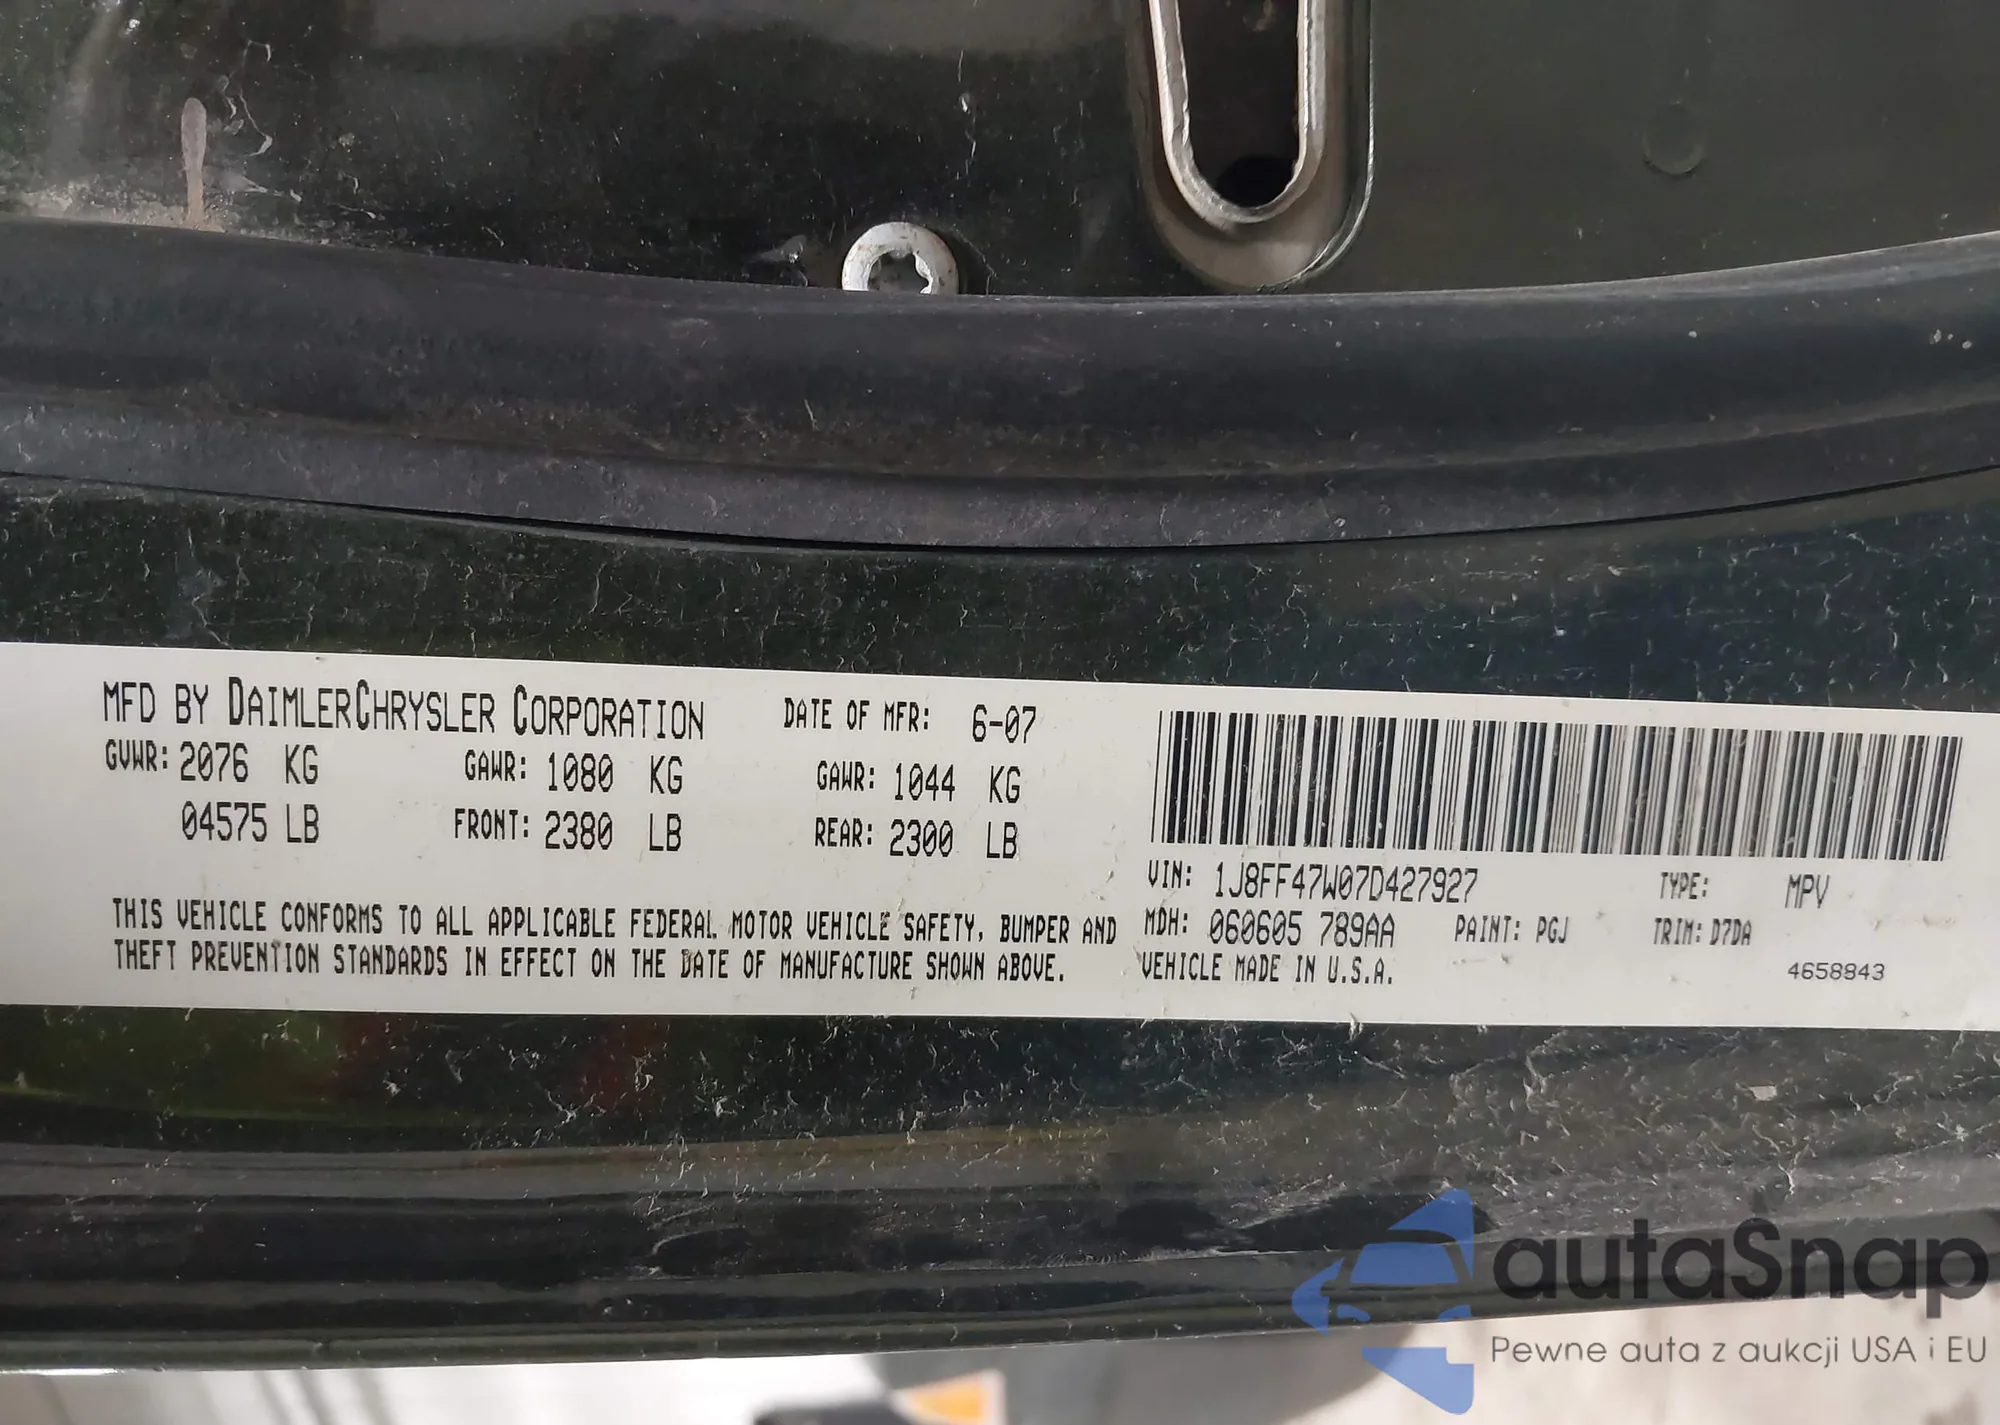 MFD BY DAIMLERCHRYSLER CORPORATION DATE OF MFR: 6-07
GVWR: 2076 KG GAWR: 1080 KG GAWR: 1044 KG
04575 LB FRONT: 2380 LB REAR: 2300 LB
THIS VEHICLE CONFORMS TO ALL APPLICABLE FEDERAL MOTOR VEHICLE SAFETY, BUMPER AND
THEFT PREVENTION STANDARDS IN EFFECT ON THE DATE OF MANUFACTURE SHOWN ABOVE.
VIN: 1J8FF47W07D427927 TYPE: MPV
MDH: 060605 789AA PAINT: PGJ TRIM: D7DA
VEHICLE MADE IN U.S.A. 4658843
autaSnap
Pewne auta z aukcji USA i EU